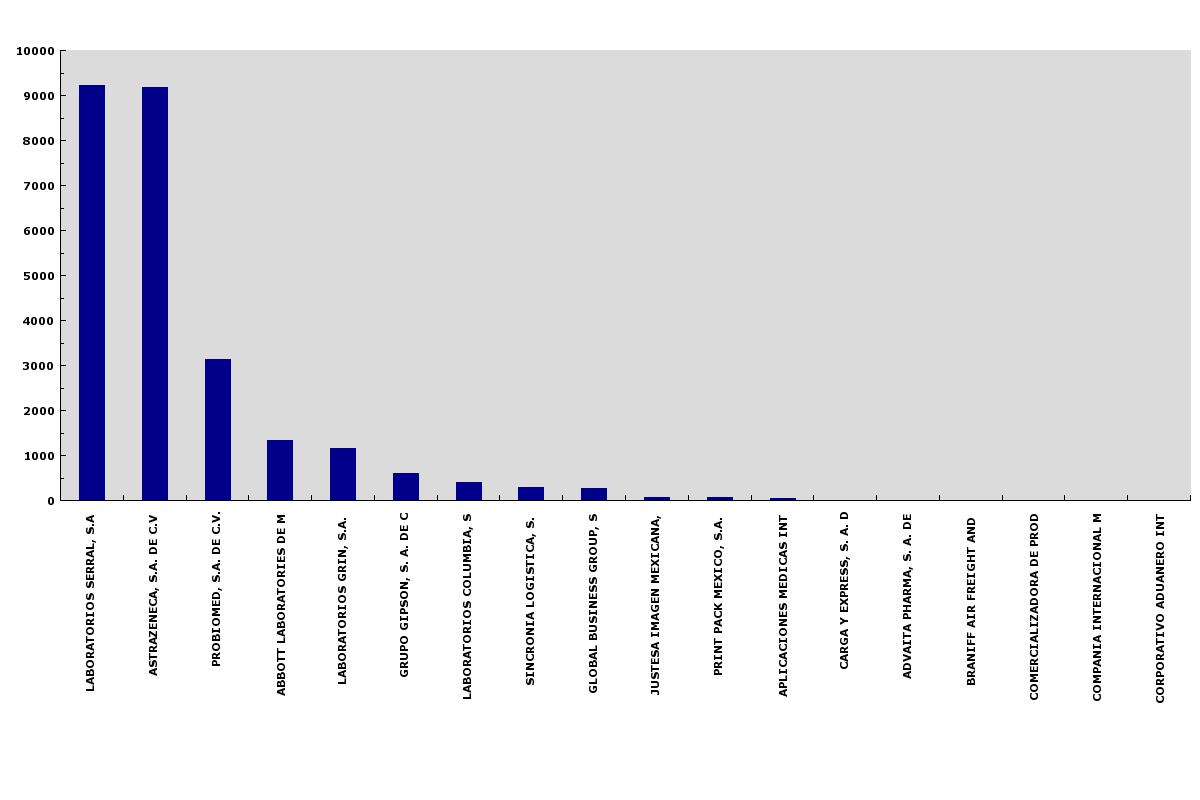 10000
9000
8000
7000
6000
5000
4000
3000
2000
1000
0
LABORATORIOS SERRAL, S.A
ASTRAZENECA, S.A. DE C.V
PROBIOMED, S.A. DE C.V.
ABBOTT LABORATORIES DE M
LABORATORIOS GRIN, S.A.
GRUPO GIPSON, S. A. DE C
LABORATORIOS COLUMBIA, S
SINCRONIA LOGISTICA, S.
GLOBAL BUSINESS GROUP, S
JUSTESA IMAGEN MEXICANA,
PRINT PACK MEXICO, S.A.
APLICACIONES MEDICAS INT
CARGA Y EXPRESS, S. A. D
ADVAITA PHARMA, S. A. DE
BRANIFF AIR FREIGHT AND
COMERCIALIZADORA DE PROD
COMPANIA INTERNACIONAL M
CORPORATIVO ADUANERO INT